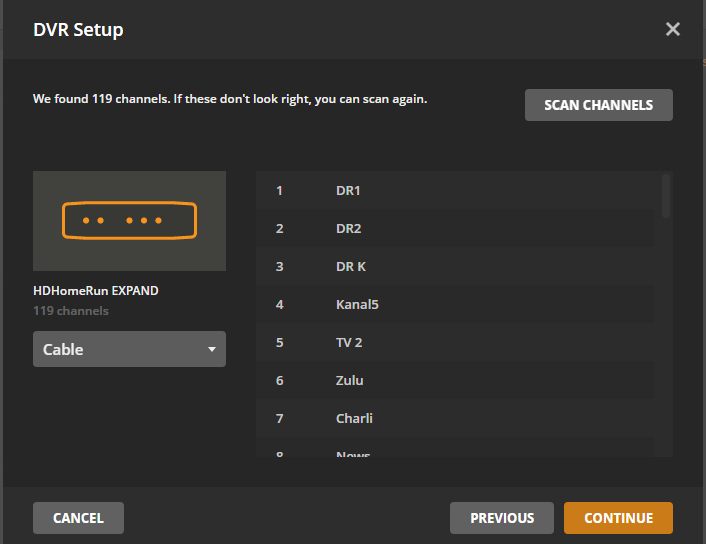 DVR Setup
We found 119 channels. If these don't look right, you can scan again.
SCAN CHANNELS
HDHomeRun EXPAND
119 channels
Cable
1 DR1
2 DR2
3 DR K
4 Kanal5
5 TV 2
6 Zulu
7 Charli
8 News
CANCEL
PREVIOUS
CONTINUE